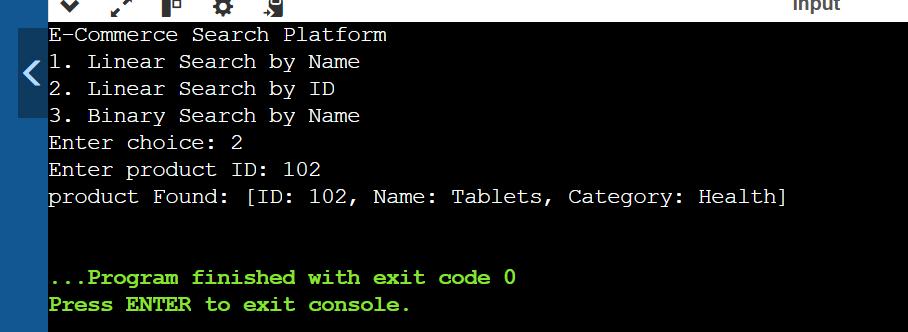 input
E-Commerce Search Platform
1. Linear Search by Name
2. Linear Search by ID
3. Binary Search by Name
Enter choice: 2
Enter product ID: 102
product Found: [ID: 102, Name: Tablets, Category: Health]
...Program finished with exit code 0
Press ENTER to exit console.